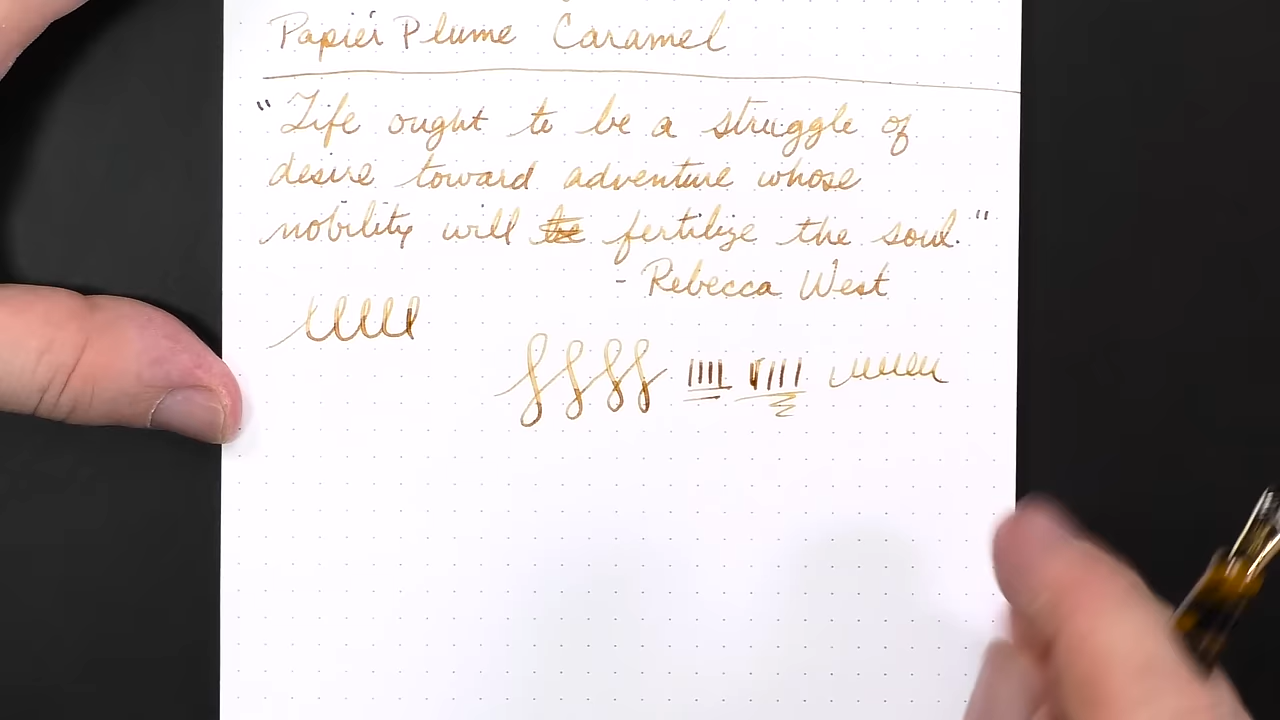 Papier Plume Caramel
"Life ought to be a struggle of
desire toward adventure whose
nobility will be fertilize the soul."
- Rebecca West